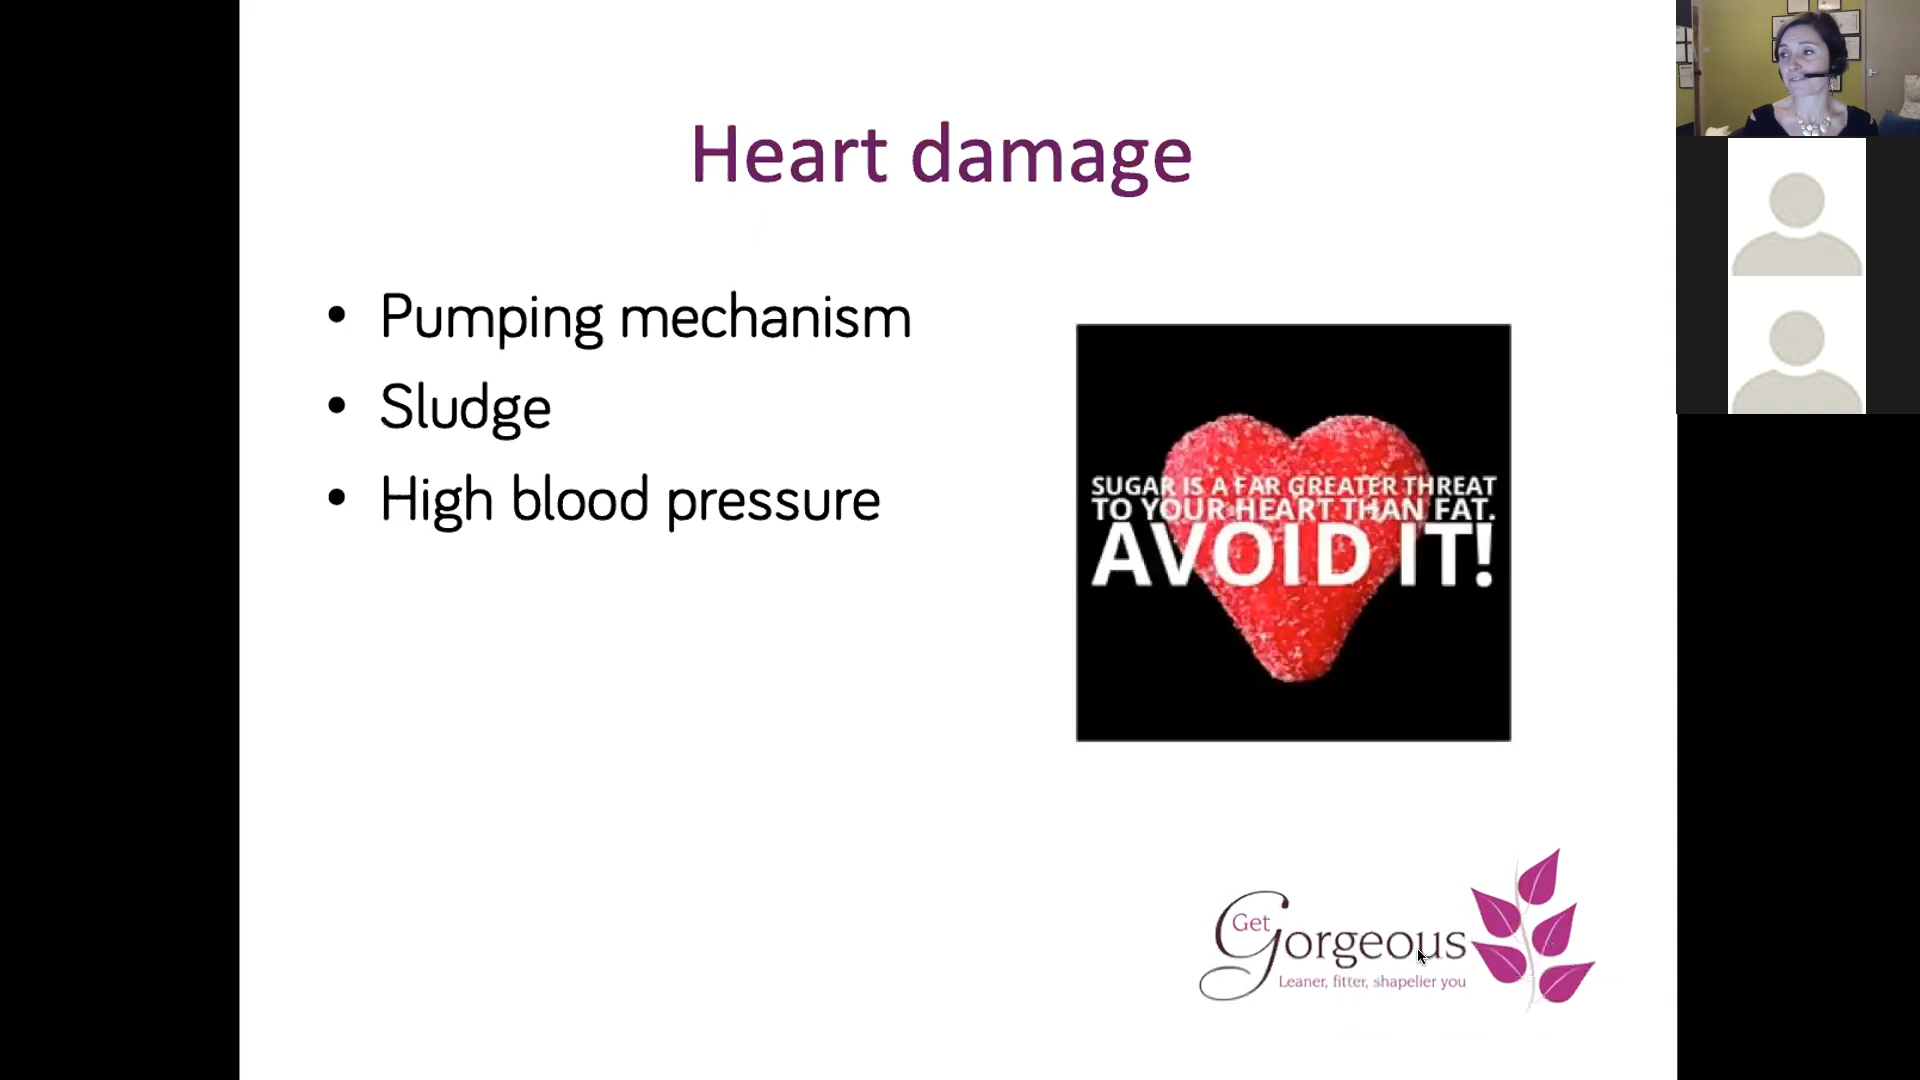 Heart damage
• Pumping mechanism
• Sludge
• High blood pressure
SUGAR IS A FAR GREATER THREAT
TO YOUR HEART THAN FAT.
AVOID IT!
Get
Gorgeous
Leaner, fitter, shapelier you